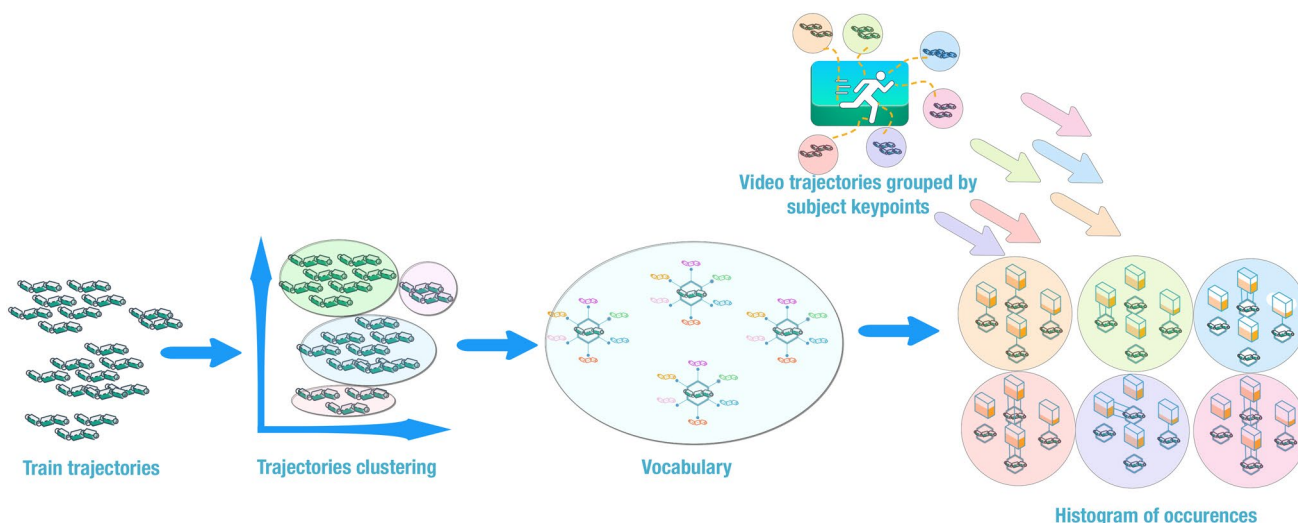 Video trajectories grouped by
subject keypoints
Train trajectories
Trajectories clustering
Vocabulary
Histogram of occurences